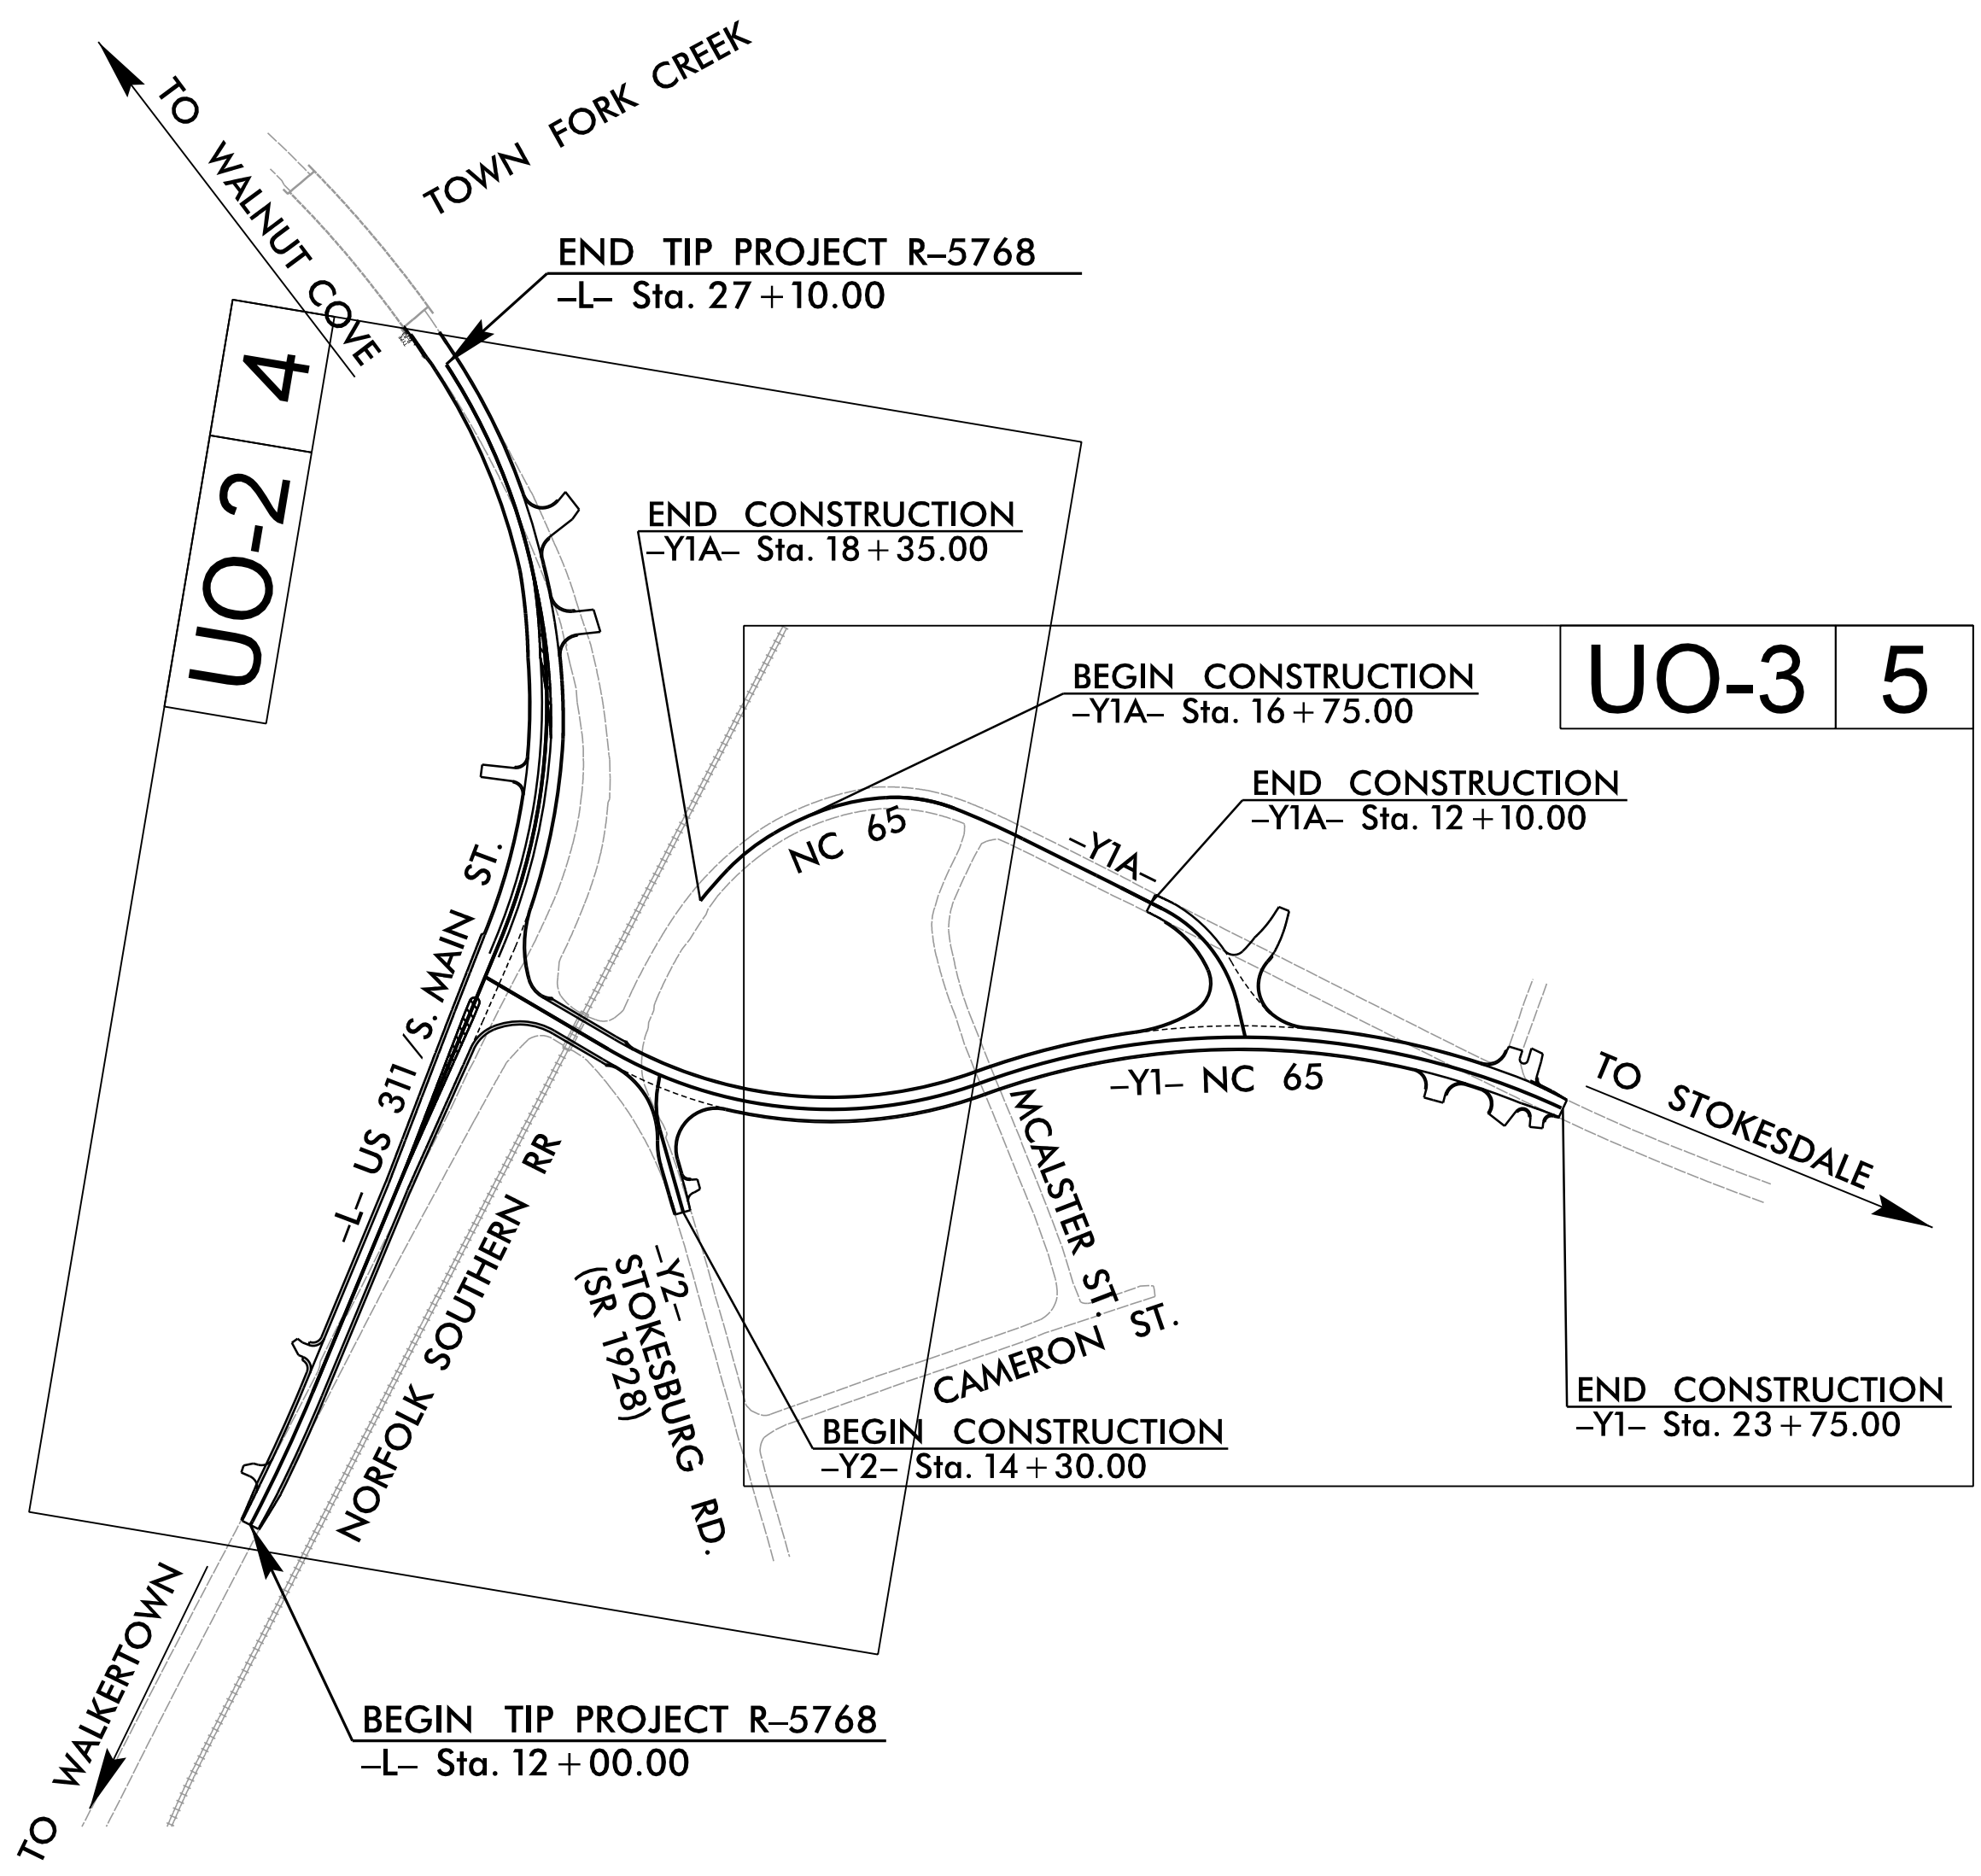 TO WALNUT COVE
TOWN FORK CREEK
END TIP PROJECT R–5768
–L– Sta. 27+10.00
UO-2 4
END CONSTRUCTION
–Y1A– Sta. 18+35.00
UO-3 5
BEGIN CONSTRUCTION
–Y1A– Sta. 16+75.00
END CONSTRUCTION
–Y1A– Sta. 12+10.00
NC 65
–Y1A–
–L– US 311/S. MAIN ST.
–Y1– NC 65
TO STOKESDALE
MCALSTER ST.
NORFOLK SOUTHERN RR
–Y2–
STOKESBURG RD.
(SR 1928)
CAMERON ST.
END CONSTRUCTION
–Y1– Sta. 23+75.00
BEGIN CONSTRUCTION
–Y2– Sta. 14+30.00
TO WALKERTOWN
BEGIN TIP PROJECT R–5768
–L– Sta. 12+00.00